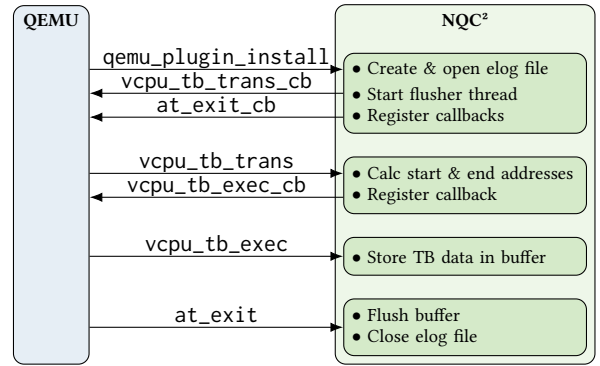 QEMU
NQC²
qemu_plugin_install
vcpu_tb_trans_cb
at_exit_cb
• Create & open elog file
• Start flusher thread
• Register callbacks
vcpu_tb_trans
vcpu_tb_exec_cb
• Calc start & end addresses
• Register callback
vcpu_tb_exec
• Store TB data in buffer
at_exit
• Flush buffer
• Close elog file